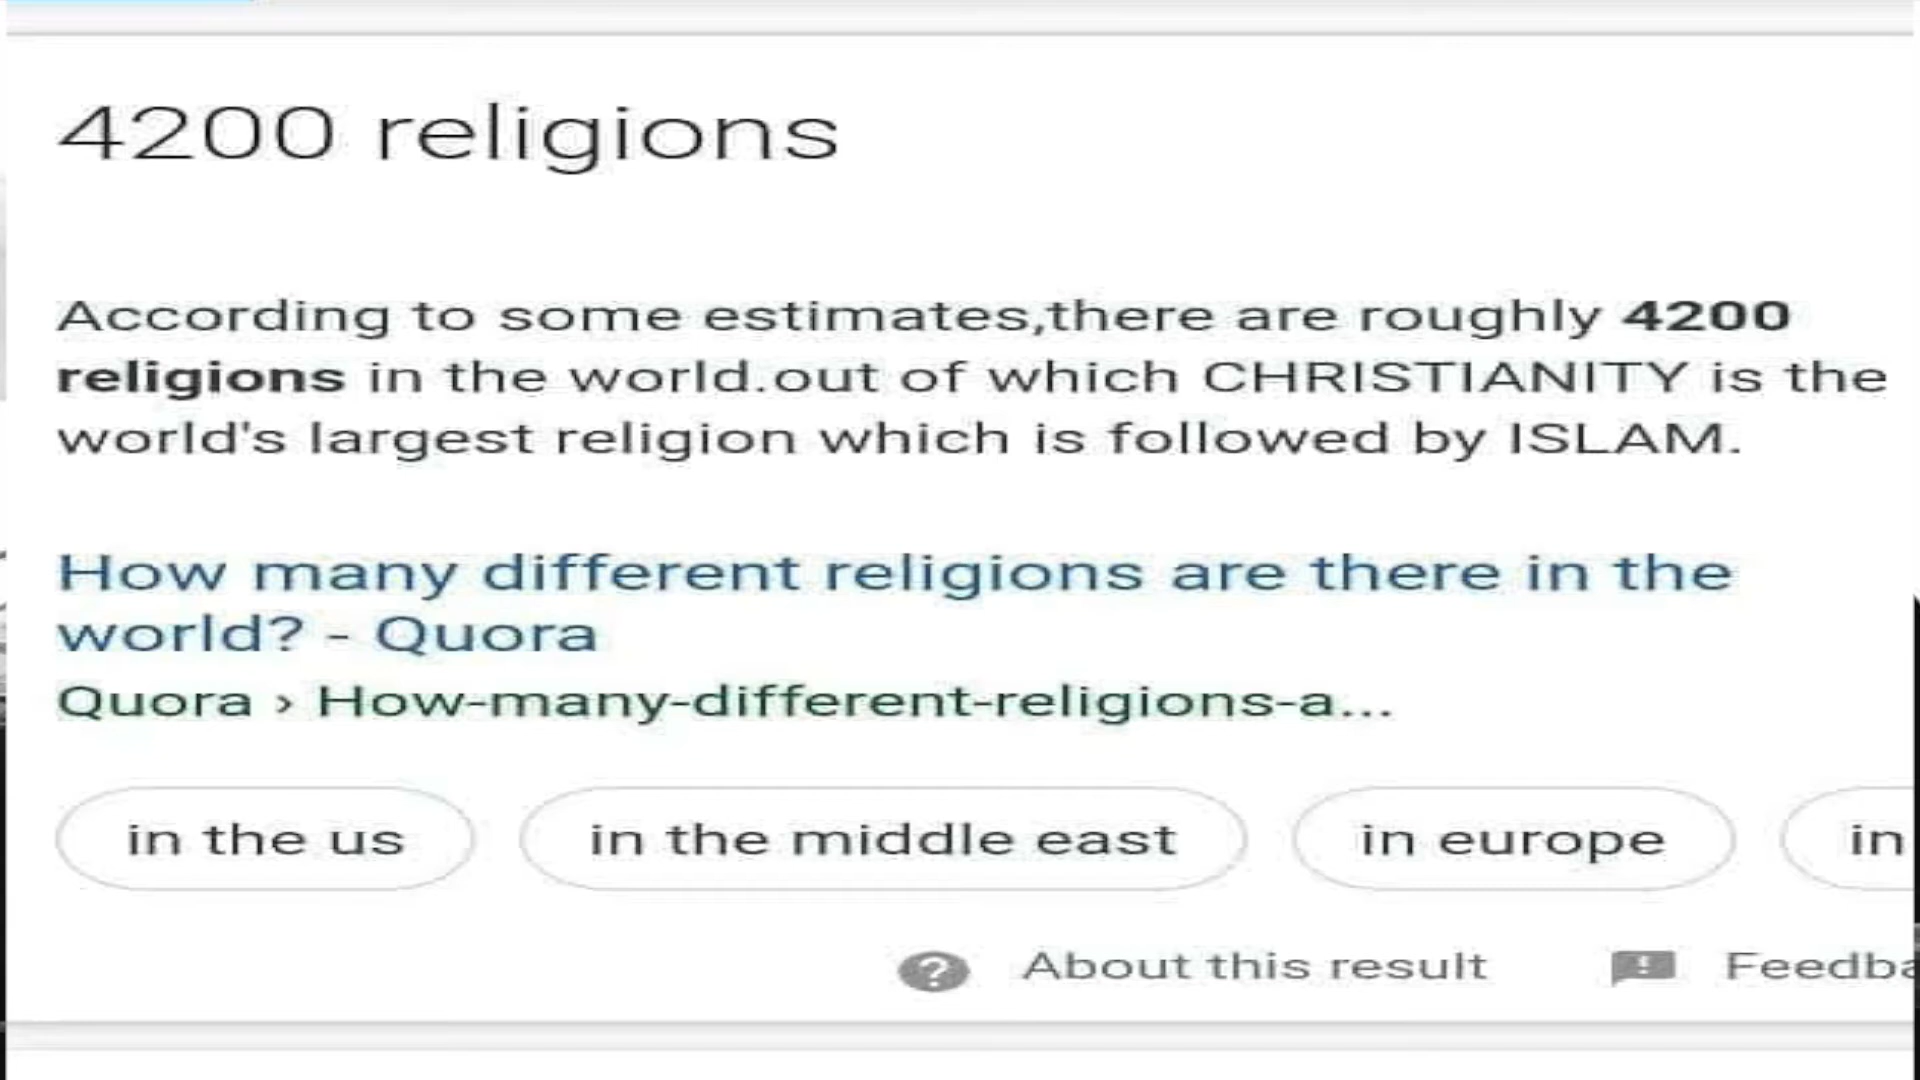 4200 religions
According to some estimates,there are roughly 4200
religions in the world.out of which CHRISTIANITY is the
world's largest religion which is followed by ISLAM.
How many different religions are there in the
world? - Quora
Quora › How-many-different-religions-a...
in the us in the middle east in europe in
About this result Feedba